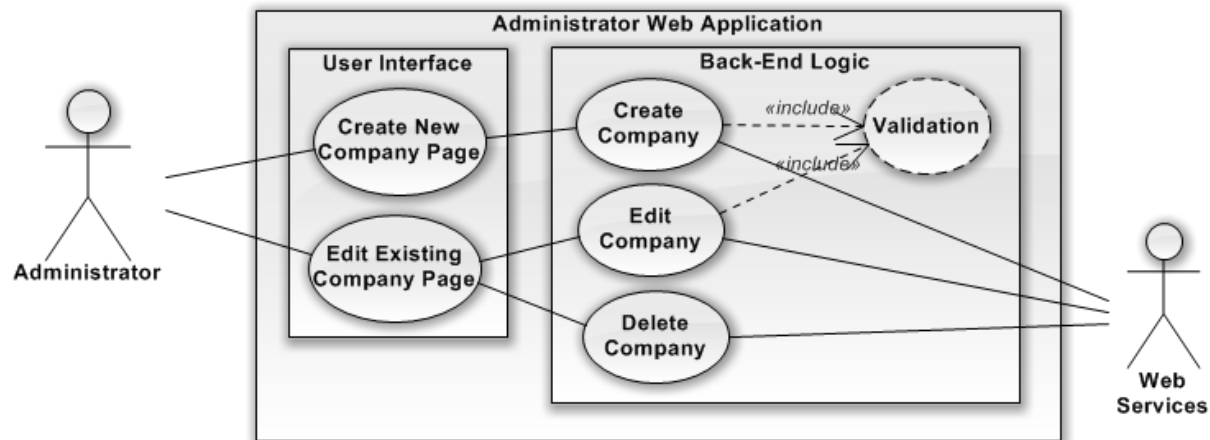 Administrator Web Application
User Interface
Back-End Logic
Create New
Company Page
Create
Company
«include»
Validation
«include»
Edit
Company
Edit Existing
Company Page
Administrator
Delete
Company
Web
Services